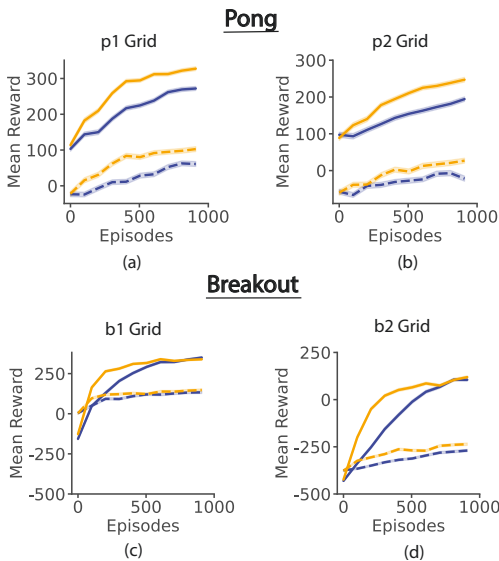 Pong
p1 Grid
p2 Grid
Mean Reward
300
200
100
0
0
500
1000
Episodes
(a)
Mean Reward
300
200
100
0
0
500
1000
Episodes
(b)
Breakout
b1 Grid
b2 Grid
Mean Reward
250
0
-250
-500
0
500
1000
Episodes
(c)
Mean Reward
250
0
-250
-500
0
500
1000
Episodes
(d)